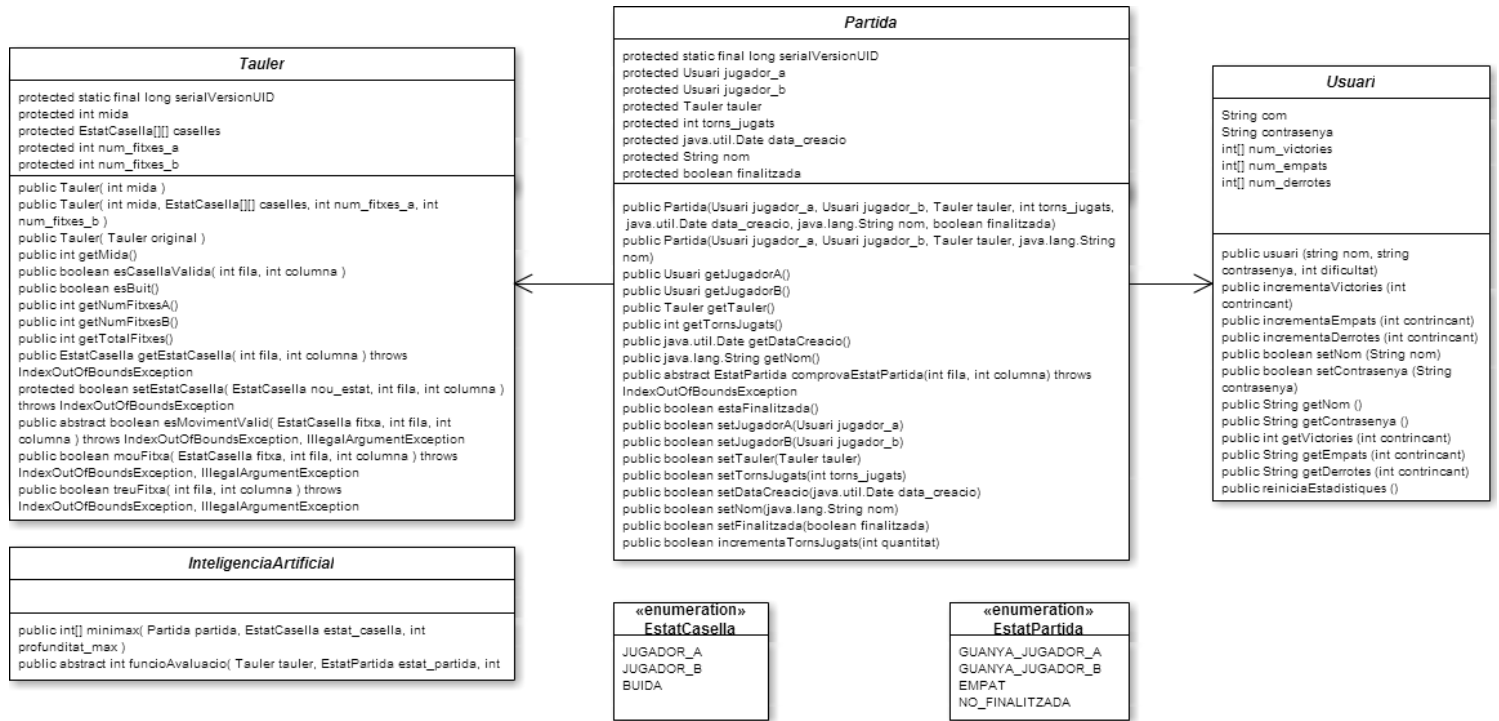 Tauler
protected static final long serialVersionUID
protected int mida
protected EstatCasella[][] caselles
protected int num_fitxes_a
protected int num_fitxes_b
public Tauler( int mida )
public Tauler( int mida, EstatCasella[][] caselles, int num_fitxes_a, int
num_fitxes_b )
public Tauler( Tauler original )
public int getMida()
public boolean esCasellaValida( int fila, int columna )
public boolean esBuit()
public int getNumFitxesA()
public int getNumFitxesB()
public int getTotalFitxes()
public EstatCasella getEstatCasella( int fila, int columna ) throws
IndexOutOfBoundsException
protected boolean setEstatCasella( EstatCasella nou_estat, int fila, int columna )
throws IndexOutOfBoundsException
public abstract boolean esMovimentValid( EstatCasella fitxa, int fila, int
columna ) throws IndexOutOfBoundsException, IllegalArgumentException
public boolean mouFitxa( EstatCasella fitxa, int fila, int columna ) throws
IndexOutOfBoundsException, IllegalArgumentException
public boolean treuFitxa( int fila, int columna ) throws
IndexOutOfBoundsException, IllegalArgumentException
InteligenciaArtificial
public int[] minimax( Partida partida, EstatCasella estat_casella, int
profunditat_max )
public abstract int funcioAvaluacio( Tauler tauler, EstatPartida estat_partida, int
Partida
protected static final long serialVersionUID
protected Usuari jugador_a
protected Usuari jugador_b
protected Tauler tauler
protected int torns_jugats
protected java.util.Date data_creacio
protected String nom
protected boolean finalitzada
public Partida(Usuari jugador_a, Usuari jugador_b, Tauler tauler, int torns_jugats,
java.util.Date data_creacio, java.lang.String nom, boolean finalitzada)
public Partida(Usuari jugador_a, Usuari jugador_b, Tauler tauler, java.lang.String
nom)
public Usuari getJugadorA()
public Usuari getJugadorB()
public Tauler getTauler()
public int getTornsJugats()
public java.util.Date getDataCreacio()
public java.lang.String getNom()
public abstract EstatPartida comprovaEstatPartida(int fila, int columna) throws
IndexOutOfBoundsException
public boolean estaFinalitzada()
public boolean setJugadorA(Usuari jugador_a)
public boolean setJugadorB(Usuari jugador_b)
public boolean setTauler(Tauler tauler)
public boolean setTornsJugats(int torns_jugats)
public boolean setDataCreacio(java.util.Date data_creacio)
public boolean setNom(java.lang.String nom)
public boolean setFinalitzada(boolean finalitzada)
public boolean incrementaTornsJugats(int quantitat)
«enumeration»
EstatCasella
JUGADOR_A
JUGADOR_B
BUIDA
«enumeration»
EstatPartida
GUANYA_JUGADOR_A
GUANYA_JUGADOR_B
EMPAT
NO_FINALITZADA
Usuari
String com
String contrasenya
int[] num_victories
int[] num_empats
int[] num_derrotes
public usuari (string nom, string
contrasenya, int dificultat)
public incrementaVictories (int
contrincant)
public incrementaEmpats (int contrincant)
public incrementaDerrotes (int contrincant)
public boolean setNom (String nom)
public boolean setContrasenya (String
contrasenya)
public String getNom ()
public String getContrasenya ()
public int getVictories (int contrincant)
public String getEmpats (int contrincant)
public String getDerrotes (int contrincant)
public reiniciaEstadistiques ()